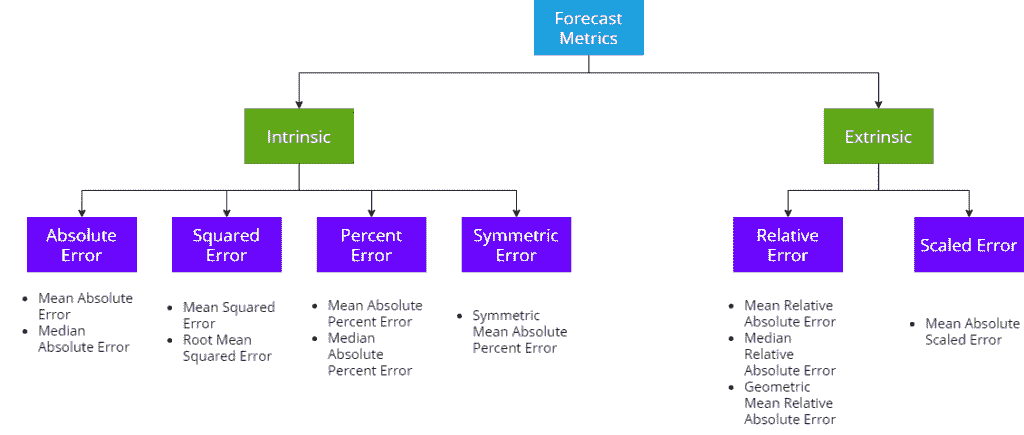 Forecast
Metrics
Intrinsic
Extrinsic
Absolute
Error
Squared
Error
Percent
Error
Symmetric
Error
Relative
Error
Scaled Error
• Mean Absolute
Error
• Median
Absolute Error
• Mean Squared
Error
• Root Mean
Squared Error
• Mean Absolute
Percent Error
• Median
Absolute
Percent Error
• Symmetric
Mean Absolute
Percent Error
• Mean Relative
Absolute Error
• Median
Relative
Absolute Error
• Geometric
Mean Relative
Absolute Error
• Mean Absolute
Scaled Error